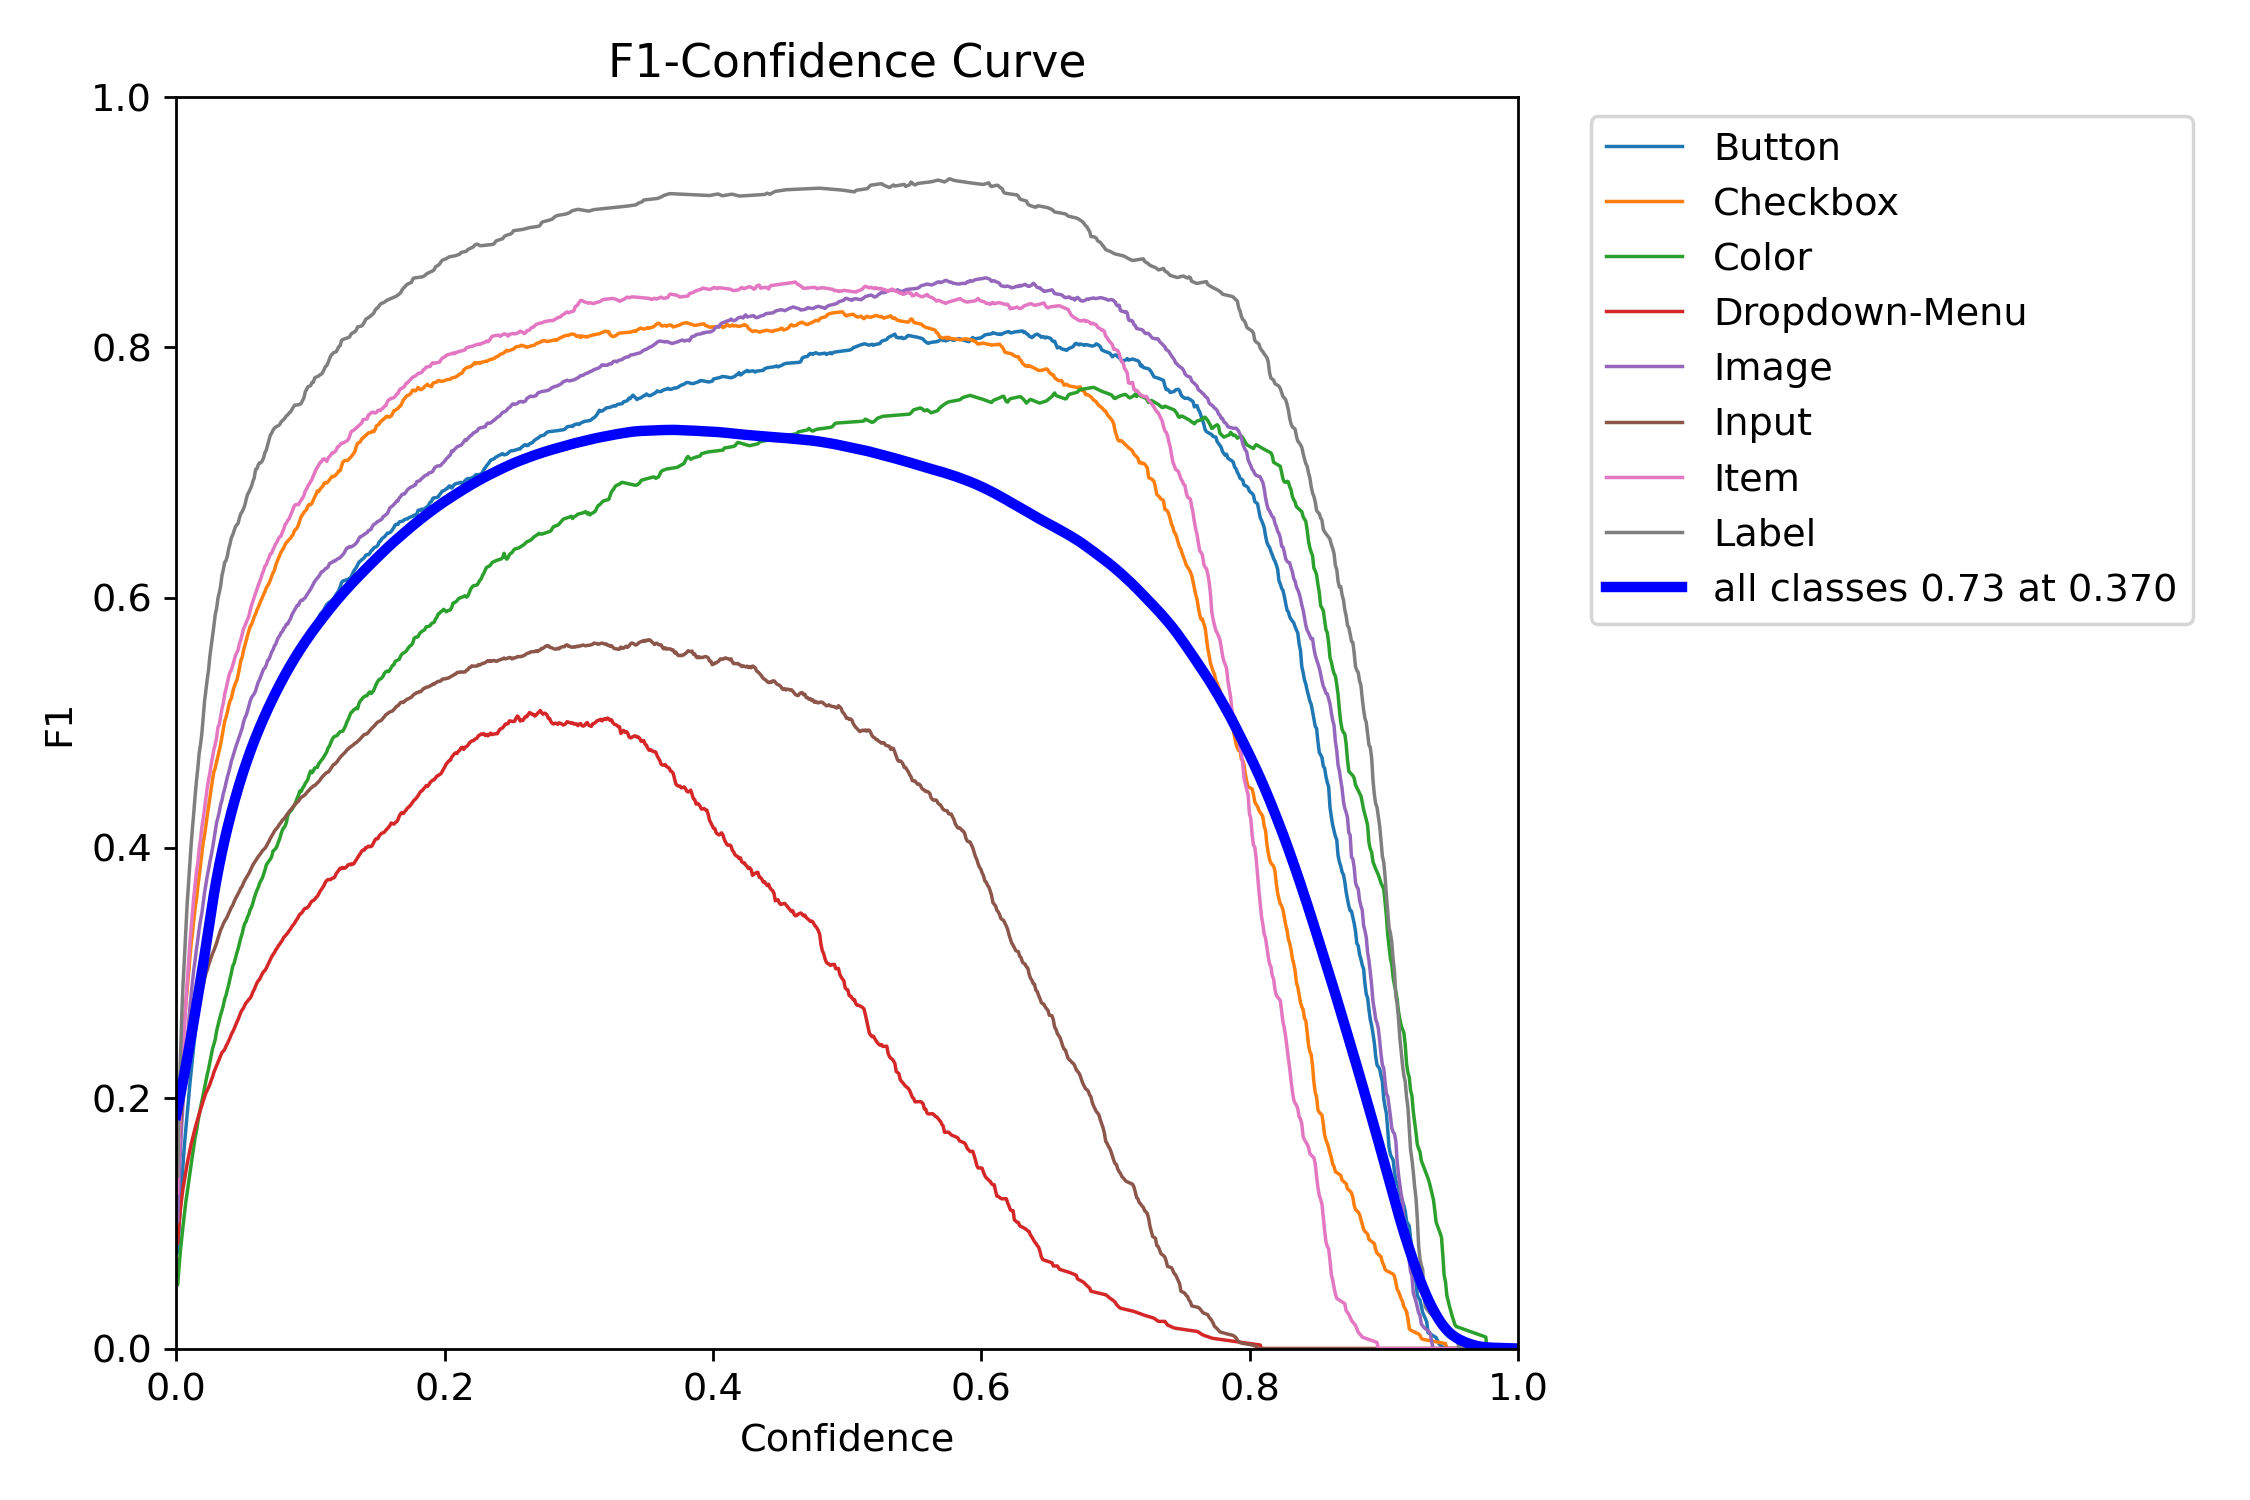 F1-Confidence Curve
1.0
0.8
0.6
0.4
0.2
0.0
F1
0.0 0.2 0.4 0.6 0.8 1.0
Confidence
Button
Checkbox
Color
Dropdown-Menu
Image
Input
Item
Label
all classes 0.73 at 0.370